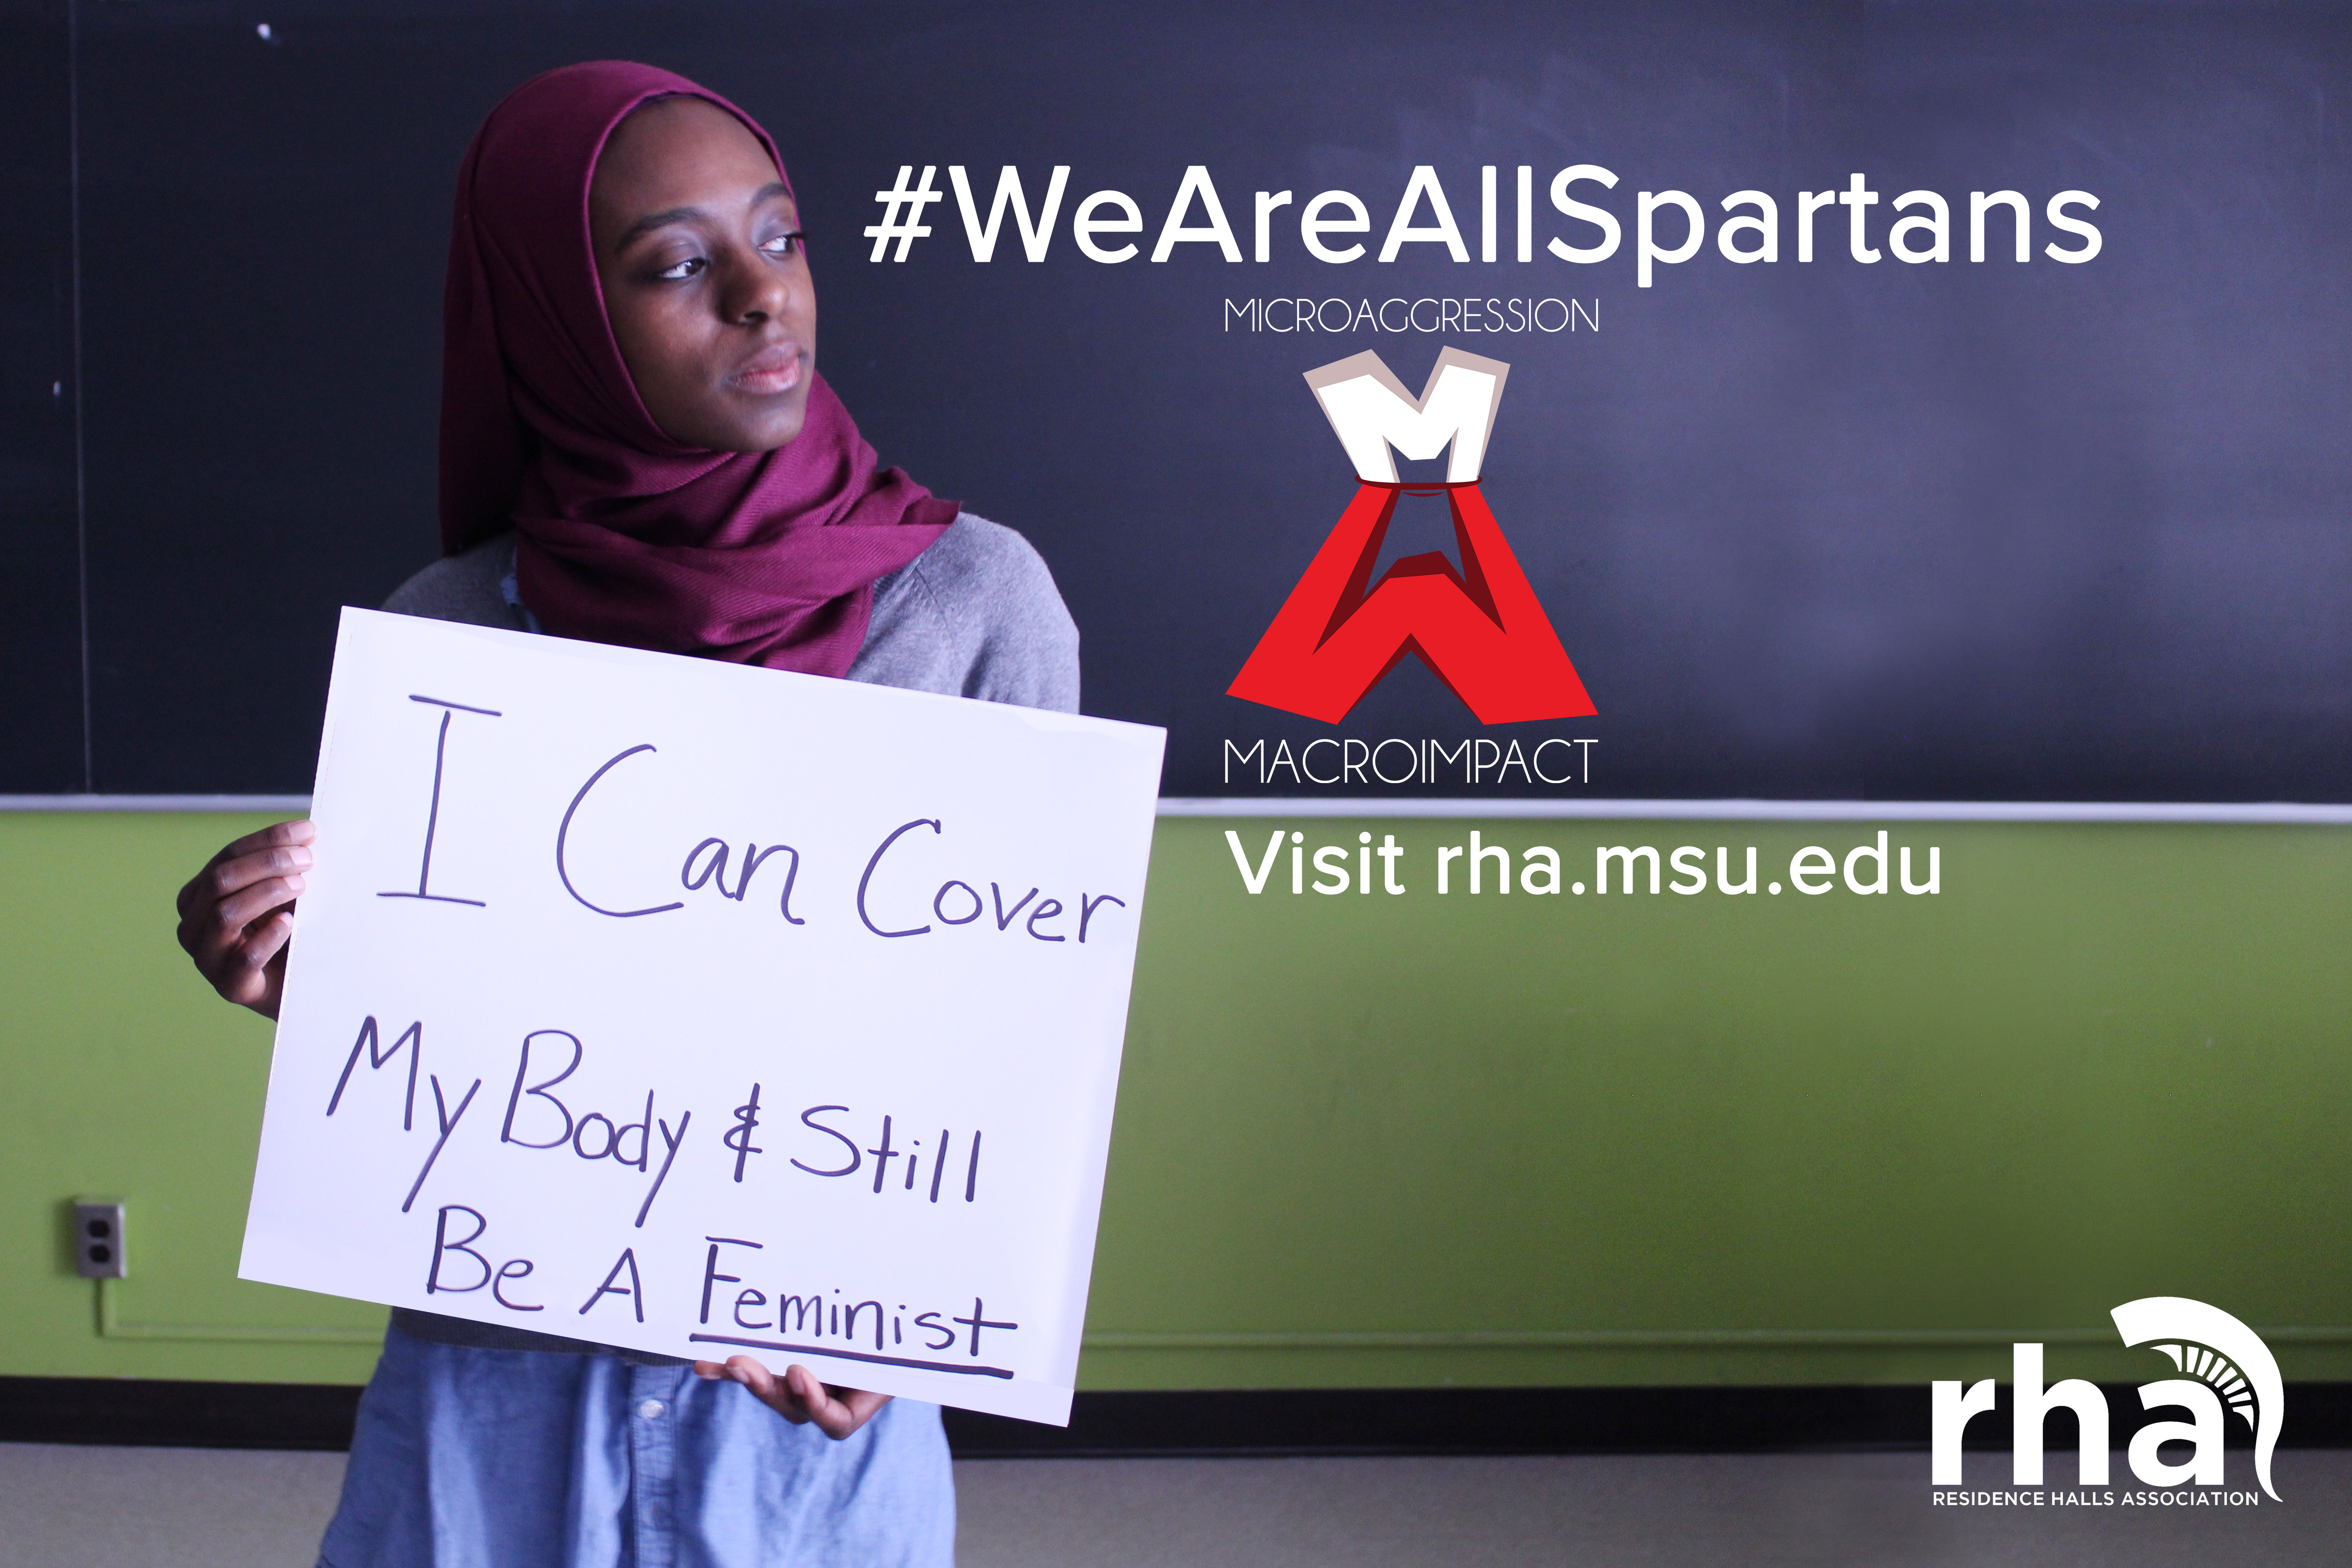 #WeAreAllSpartans
MICROAGGRESSION
M
M
MACROIMPACT
Visit rha.msu.edu
I Can Cover
My Body & Still
Be A Feminist
rha
RESIDENCE HALLS ASSOCIATION